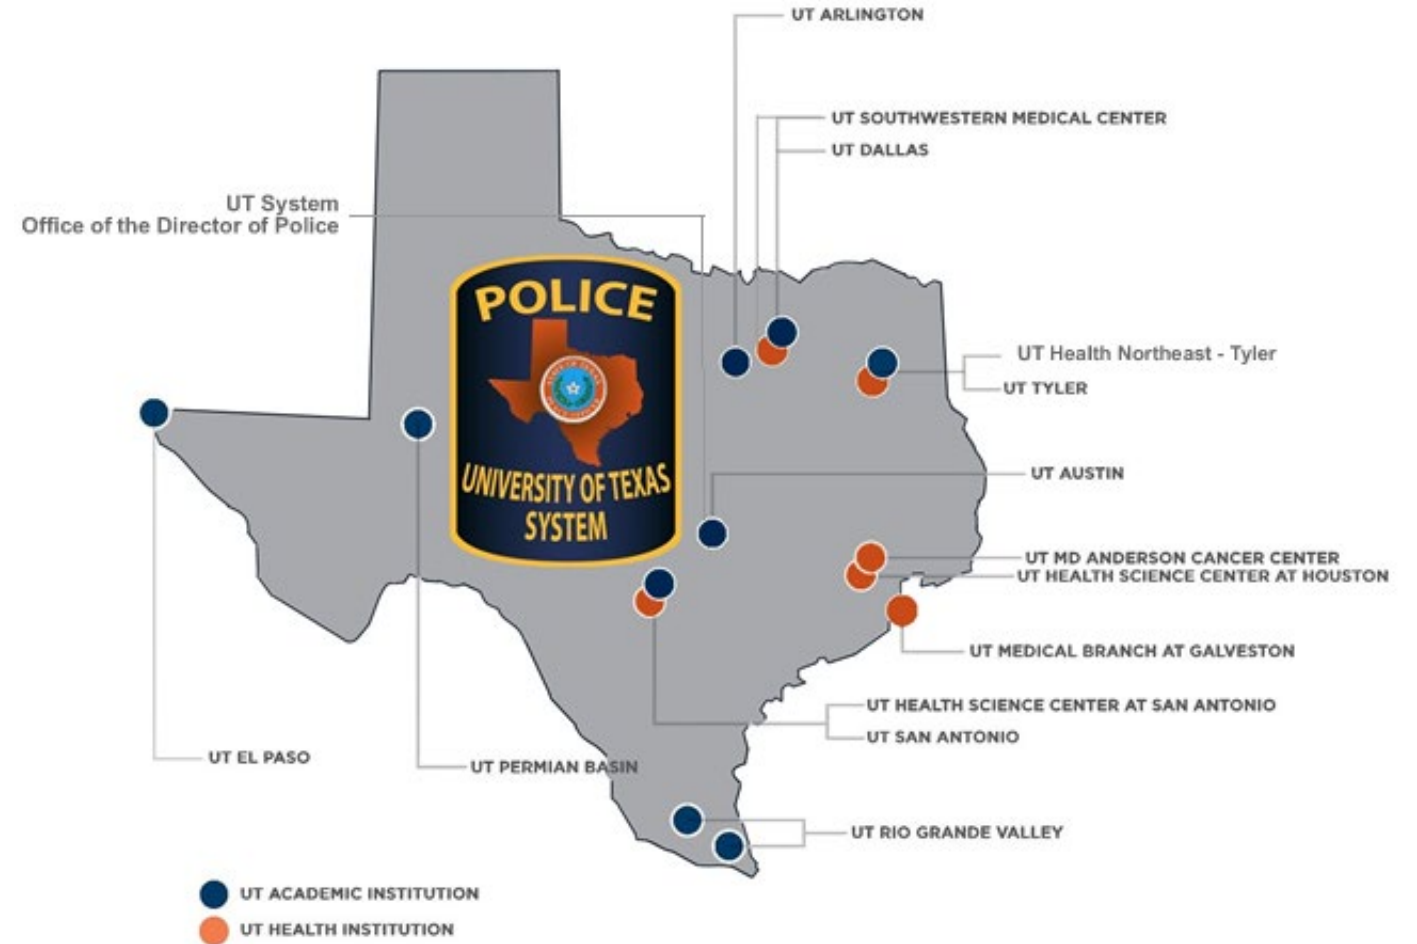 UT ARLINGTON
UT SOUTHWESTERN MEDICAL CENTER
UT DALLAS
UT System
Office of the Director of Police
POLICE
UNIVERSITY OF TEXAS
SYSTEM
UT Health Northeast - Tyler
UT TYLER
UT AUSTIN
UT MD ANDERSON CANCER CENTER
UT HEALTH SCIENCE CENTER AT HOUSTON
UT MEDICAL BRANCH AT GALVESTON
UT HEALTH SCIENCE CENTER AT SAN ANTONIO
UT SAN ANTONIO
UT EL PASO
UT PERMIAN BASIN
UT RIO GRANDE VALLEY
UT ACADEMIC INSTITUTION
UT HEALTH INSTITUTION